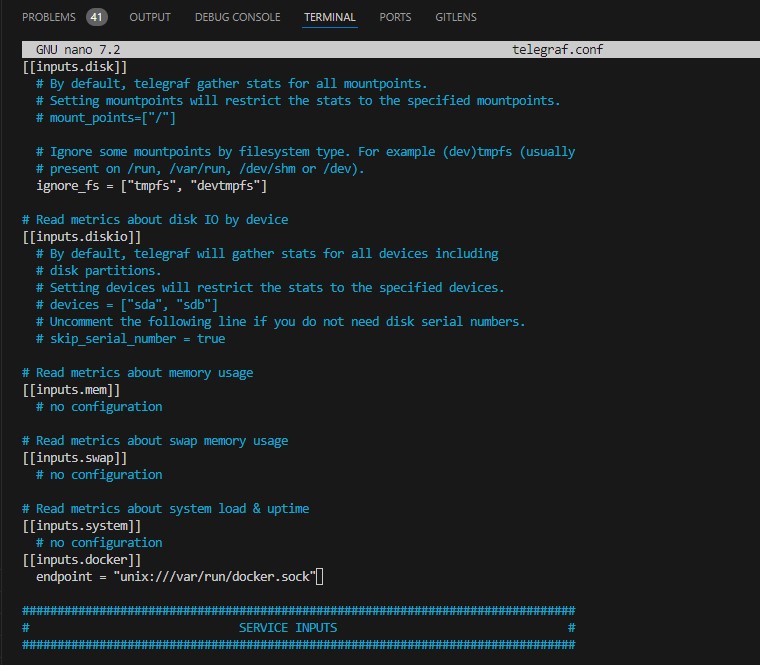 PROBLEMS 41 OUTPUT DEBUG CONSOLE TERMINAL PORTS GITLENS
GNU nano 7.2 telegraf.conf
[[inputs.disk]]
# By default, telegraf gather stats for all mountpoints.
# Setting mountpoints will restrict the stats to the specified mountpoints.
# mount_points=["/"]
# Ignore some mountpoints by filesystem type. For example (dev)tmpfs (usually
# present on /run, /var/run, /dev/shm or /dev).
ignore_fs = ["tmpfs", "devtmpfs"]
# Read metrics about disk IO by device
[[inputs.diskio]]
# By default, telegraf will gather stats for all devices including
# disk partitions.
# Setting devices will restrict the stats to the specified devices.
# devices = ["sda", "sdb"]
# Uncomment the following line if you do not need disk serial numbers.
# skip_serial_number = true
# Read metrics about memory usage
[[inputs.mem]]
# no configuration
# Read metrics about swap memory usage
[[inputs.swap]]
# no configuration
# Read metrics about system load & uptime
[[inputs.system]]
# no configuration
[[inputs.docker]]
endpoint = "unix:///var/run/docker.sock"
###############################################################################
# SERVICE INPUTS #
###############################################################################